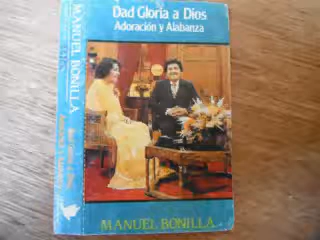 Dad Gloria a Dios
Adoración y Alabanza
MANUEL BONILLA
MANUEL BONILLA